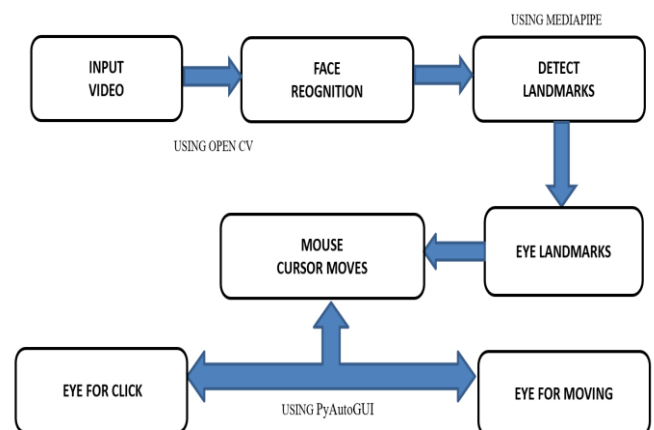 USING MEDIAPIPE
INPUT
VIDEO
FACE
REOGNITION
DETECT
LANDMARKS
USING OPEN CV
MOUSE
CURSOR MOVES
EYE LANDMARKS
EYE FOR CLICK
USING PyAutoGUI
EYE FOR MOVING